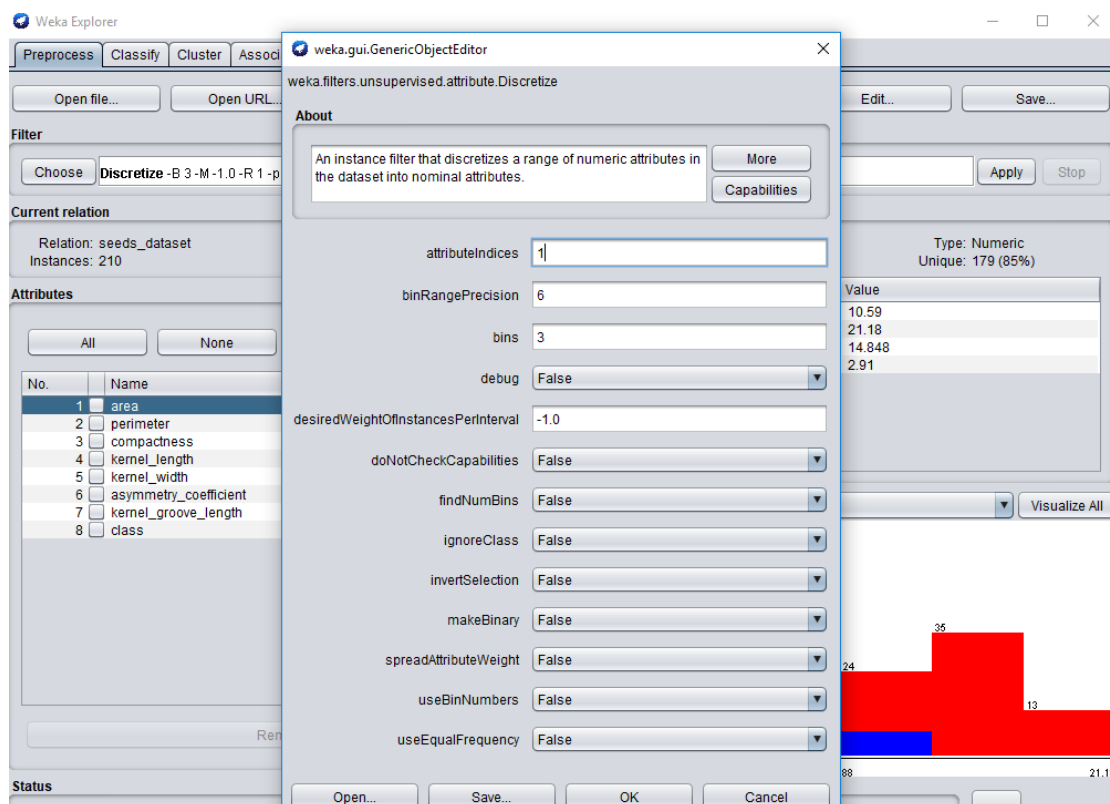 Weka Explorer
Preprocess Classify Cluster Associ
Open file... Open URL... Edit... Save...
Filter
Choose Discretize -B 3 -M -1.0 -R 1 -p Apply Stop
Current relation
Relation: seeds_dataset
Instances: 210
Type: Numeric
Unique: 179 (85%)
Attributes
All None
No. Name
1 area
2 perimeter
3 compactness
4 kernel_length
5 kernel_width
6 asymmetry_coefficient
7 kernel_groove_length
8 class
Rem
Status
weka.gui.GenericObjectEditor
weka.filters.unsupervised.attribute.Discretize
About
An instance filter that discretizes a range of numeric attributes in
the dataset into nominal attributes.
More
Capabilities
attributeIndices 1
binRangePrecision 6
bins 3
debug False
desiredWeightOfInstancesPerInterval -1.0
doNotCheckCapabilities False
findNumBins False
ignoreClass False
invertSelection False
makeBinary False
spreadAttributeWeight False
useBinNumbers False
useEqualFrequency False
Open... Save... OK Cancel
Value
10.59
21.18
14.848
2.91
Visualize All
35
24
13
88 21.1